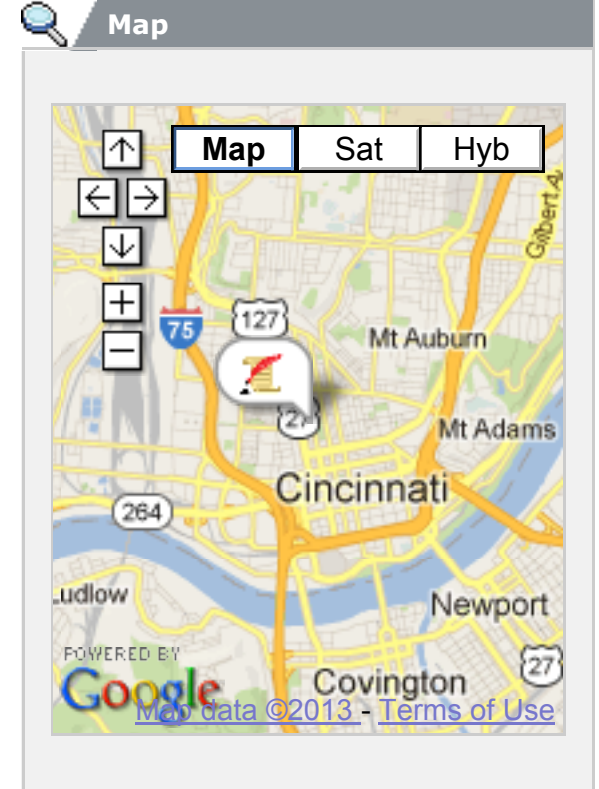 Map
Map Sat Hyb
Gilbert A
127
75
Mt Auburn
27
Mt Adams
Cincinnati
264
Ludlow
Newport
POWERED BY
27
Google
Covington
Map data ©2013 - Terms of Use